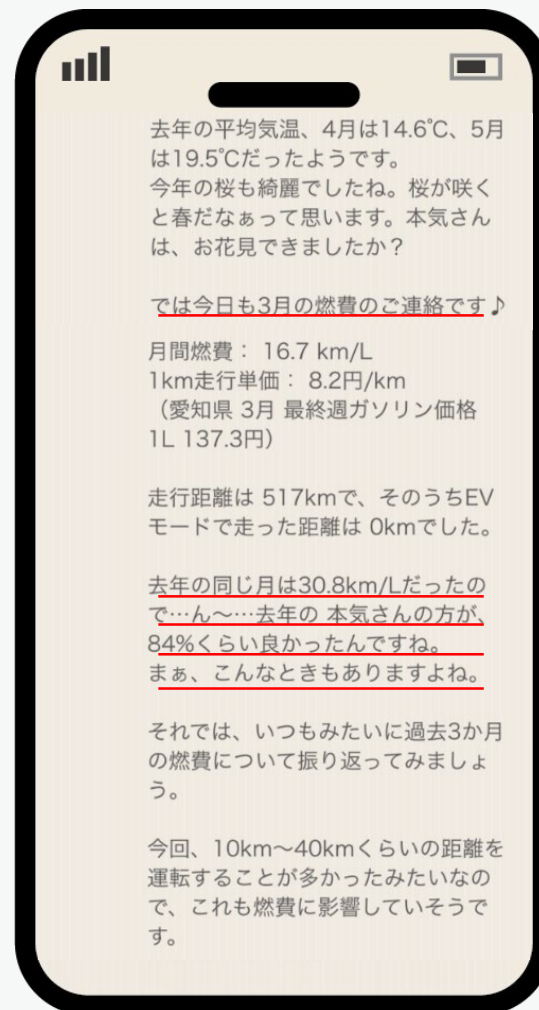 去年の平均気温、4月は14.6℃、5月
は19.5℃だったようです。
今年の桜も綺麗でしたね。桜が咲く
と春だなぁって思います。本気さん
は、お花見できましたか？
では今日も3月の燃費のご連絡です♪
月間燃費： 16.7 km/L
1km走行単価： 8.2円/km
（愛知県 3月 最終週ガソリン価格
1L 137.3円）
走行距離は 517kmで、そのうちEV
モードで走った距離は 0kmでした。
去年の同じ月は30.8km/Lだったの
で…ん〜…去年の 本気さんの方が、
84%くらい良かったんですね。
まぁ、こんなときもありますよね。
それでは、いつもみたいに過去3か月
の燃費について振り返ってみましょ
う。
今回、10km〜40kmくらいの距離を
運転することが多かったみたいなの
で、これも燃費に影響していそうで
す。